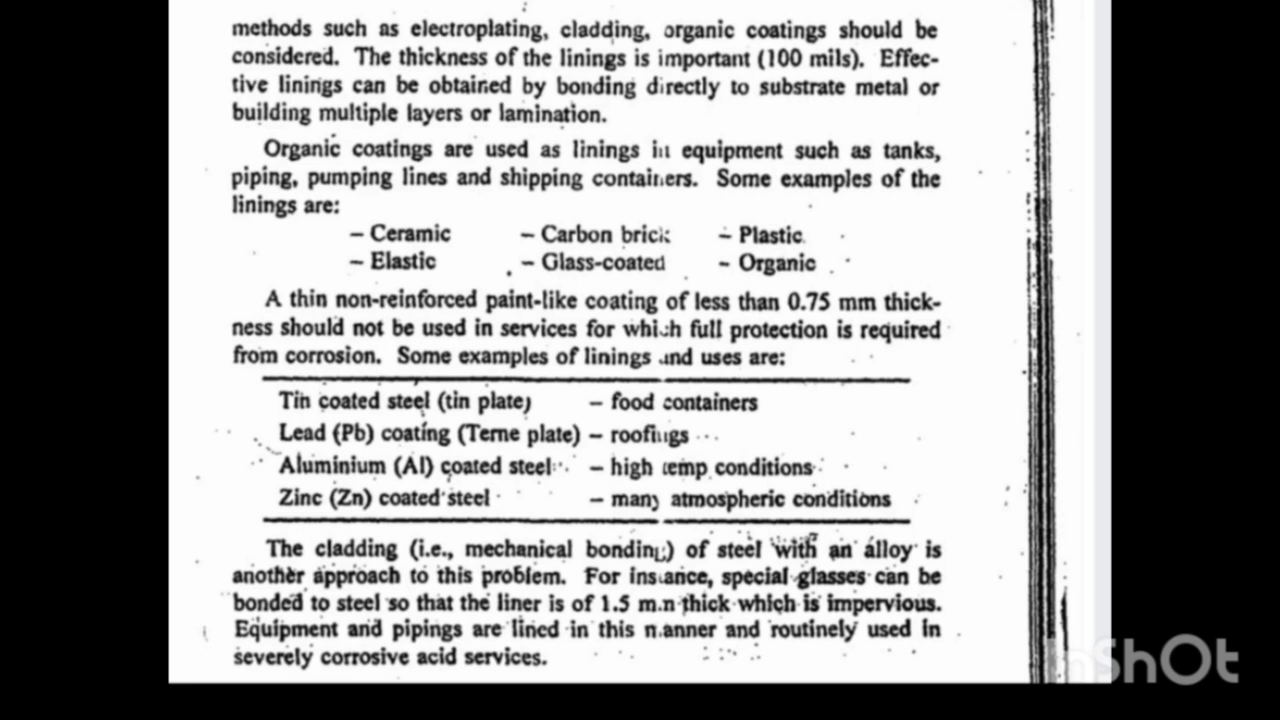 methods such as electroplating, cladding, organic coatings should be
considered. The thickness of the linings is important (100 mils). Effec-
tive linings can be obtained by bonding directly to substrate metal or
building multiple layers or lamination.
Organic coatings are used as linings in equipment such as tanks,
piping, pumping lines and shipping containers. Some examples of the
linings are:
– Ceramic – Carbon brick – Plastic
– Elastic – Glass-coated – Organic
A thin non-reinforced paint-like coating of less than 0.75 mm thick-
ness should not be used in services for which full protection is required
from corrosion. Some examples of linings and uses are:
Tin coated steel (tin plate) – food containers
Lead (Pb) coating (Terne plate) – roofings
Aluminium (Al) coated steel – high temp conditions
Zinc (Zn) coated steel – many atmospheric conditions
The cladding (i.e., mechanical bonding) of steel with an alloy is
another approach to this problem. For instance, special glasses can be
bonded to steel so that the liner is of 1.5 mm thick which is impervious.
Equipment and pipings are lined in this manner and routinely used in
severely corrosive acid services.
InShOt